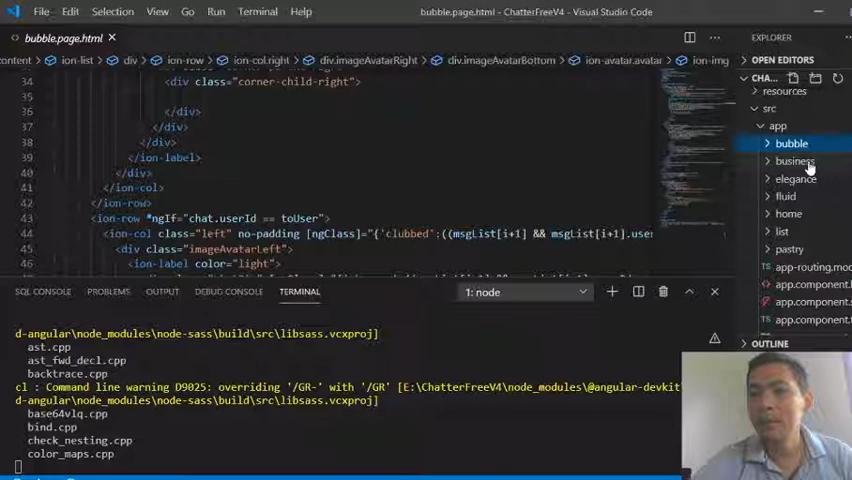 File Edit Selection View Go Run Terminal Help bubble.page.html - ChatterFreeV4 - Visual Studio Code
bubble.page.html
content > ion-list > div > ion-row > ion-col.right > div.imageAvatarRight > div.imageAvatarBottom > ion-avatar.avatar > ion-img
34 <div class="corner-child-right">
35
36 </div>
37 </div>
38 </div>
39 </ion-label>
40 </div>
41 </ion-col>
42 </ion-row>
43 <ion-row *ngIf="chat.userId == toUser">
44 <ion-col class="left" no-padding [ngClass]="{'clubbed':((msgList[i+1] && msgList[i+1].use
45 <div class="imageAvatarLeft">
46 <ion-label color="light">
SQL CONSOLE PROBLEMS OUTPUT DEBUG CONSOLE TERMINAL 1: node
d-angular\node_modules\node-sass\build\src\libsass.vcxproj]
ast.cpp
ast_fwd_decl.cpp
backtrace.cpp
cl : Command line warning D9025: overriding '/GR-' with '/GR' [E:\ChatterFreeV4\node_modules\@angular-devkit
d-angular\node_modules\node-sass\build\src\libsass.vcxproj]
base64vlq.cpp
bind.cpp
check_nesting.cpp
color_maps.cpp
EXPLORER
OPEN EDITORS
CHA...
resources
src
app
bubble
business
elegance
fluid
home
list
pastry
TS app-routing.mod
app.component.
app.component.s
TS app.component.t
OUTLINE